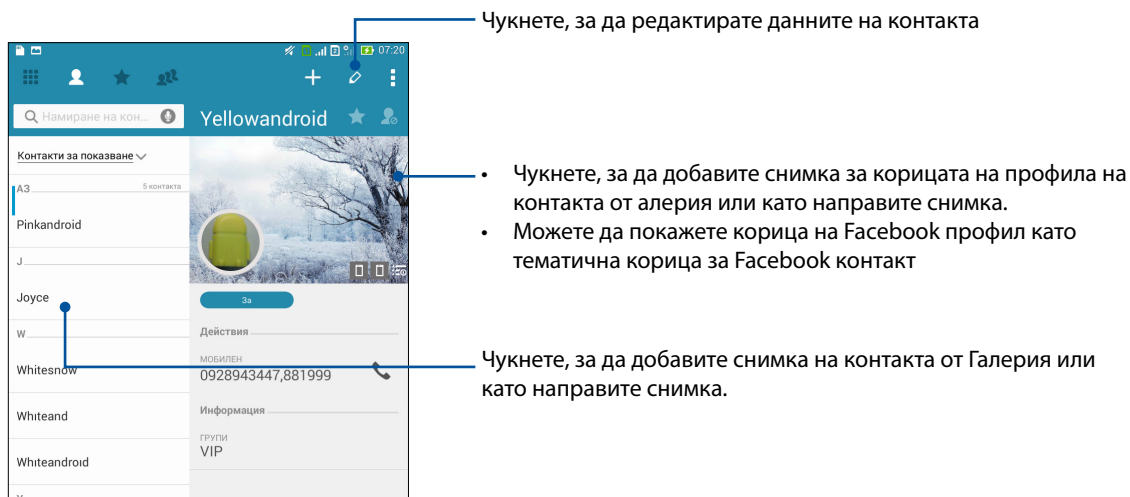 Чукнете, за да редактирате данните на контакта
07:20
Намиране на кон...
Yellowandroid
Контакти за показване
АЗ
5 контакта
Pinkandroid
J
Joyce
W
Whitesnow
Whiteand
Whiteandroid
За
Действия
МОБИЛЕН
0928943447,881999
Информация
ГРУПИ
VIP
• Чукнете, за да добавите снимка за корицата на профила на
контакта от алерия или като направите снимка.
• Можете да покажете корица на Facebook профил като
тематична корица за Facebook контакт
Чукнете, за да добавите снимка на контакта от Галерия или
като направите снимка.